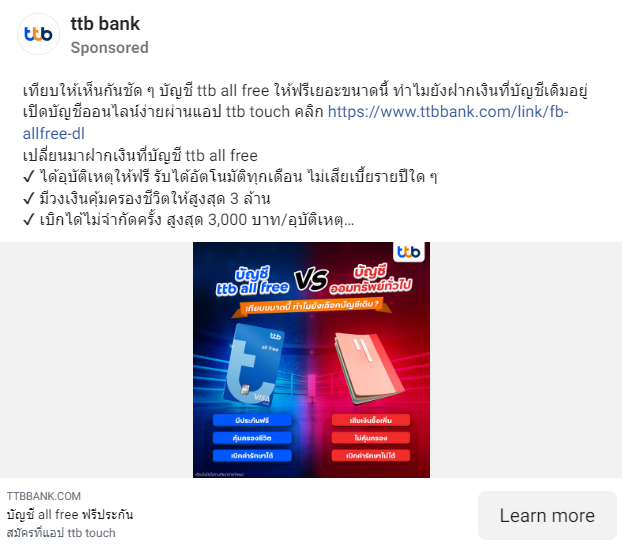 ttb bank
ttb
Sponsored
เทียบให้เห็นกันชัด ๆ บัญชี ttb all free ให้ฟรีเยอะขนาดนี้ ทำไมยังฝากเงินที่บัญชีเดิมอยู่
เปิดบัญชีออนไลน์ง่ายผ่านแอป ttb touch คลิก https://www.ttbbank.com/link/fb-
allfree-dl
เปลี่ยนมาฝากเงินที่บัญชี ttb all free
✓ ได้อุบัติเหตุให้ฟรี รับได้อัตโนมัติทุกเดือน ไม่เสียเบี้ยรายปีใด ๆ
✓ มีวงเงินคุ้มครองชีวิตให้สูงสุด 3 ล้าน
✓ เบิกได้ไม่จำกัดครั้ง สูงสุด 3,000 บาท/อุบัติเหตุ...
ttb
บัญชี
ttb all free
VS
บัญชี
ออมทรัพย์ทั่วไป
เทียบขนาดนี้ ทำไมยังเลือกบัญชีเดิม ?
ttb
all free
VISA
มีประกันฟรี
คุ้มครองชีวิต
เบิกค่ารักษาได้
เสียเงินซื้อเพิ่ม
ไม่คุ้มครอง
เบิกค่ารักษาไม่ได้
TTBBANK.COM
บัญชี all free ฟรีประกัน
สมัครที่แอป ttb touch
Learn more